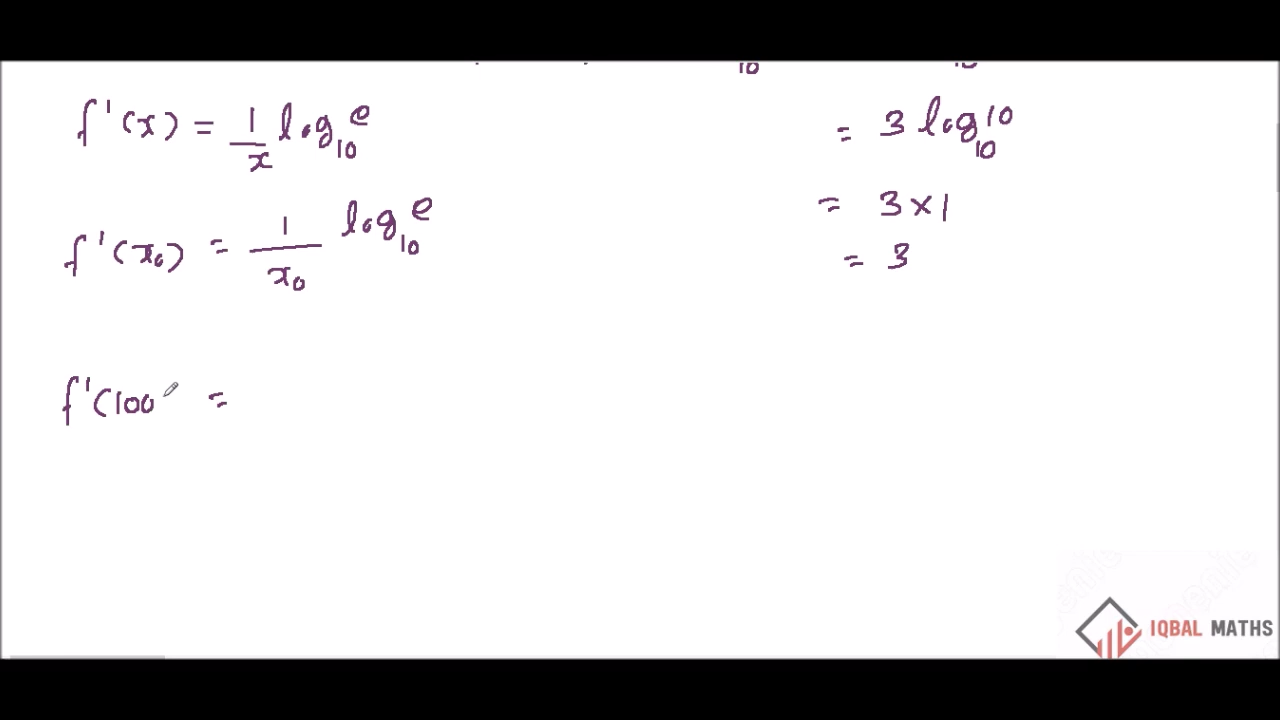 f'(x) = 1/x log₁₀ e
f'(x₀) = 1/x₀ log₁₀ e
f'(100 =
= 3 log₁₀ 10
= 3 × 1
= 3
IQBAL MATHS